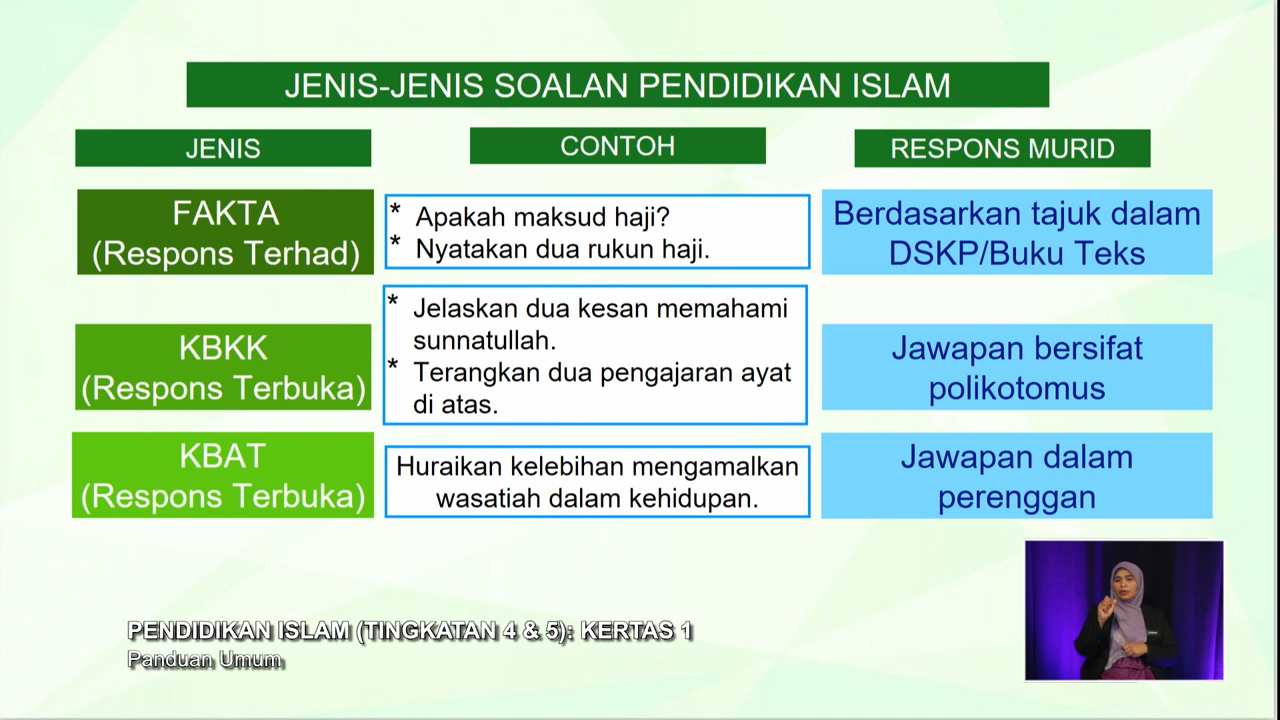 JENIS-JENIS SOALAN PENDIDIKAN ISLAM
JENIS
CONTOH
RESPONS MURID
FAKTA
(Respons Terhad)
* Apakah maksud haji?
* Nyatakan dua rukun haji.
Berdasarkan tajuk dalam
DSKP/Buku Teks
KBKK
(Respons Terbuka)
* Jelaskan dua kesan memahami
sunnatullah.
* Terangkan dua pengajaran ayat
di atas.
Jawapan bersifat
polikotomus
KBAT
(Respons Terbuka)
Huraikan kelebihan mengamalkan
wasatiah dalam kehidupan.
Jawapan dalam
perenggan
PENDIDIKAN ISLAM (TINGKATAN 4 & 5): KERTAS 1
Panduan Umum